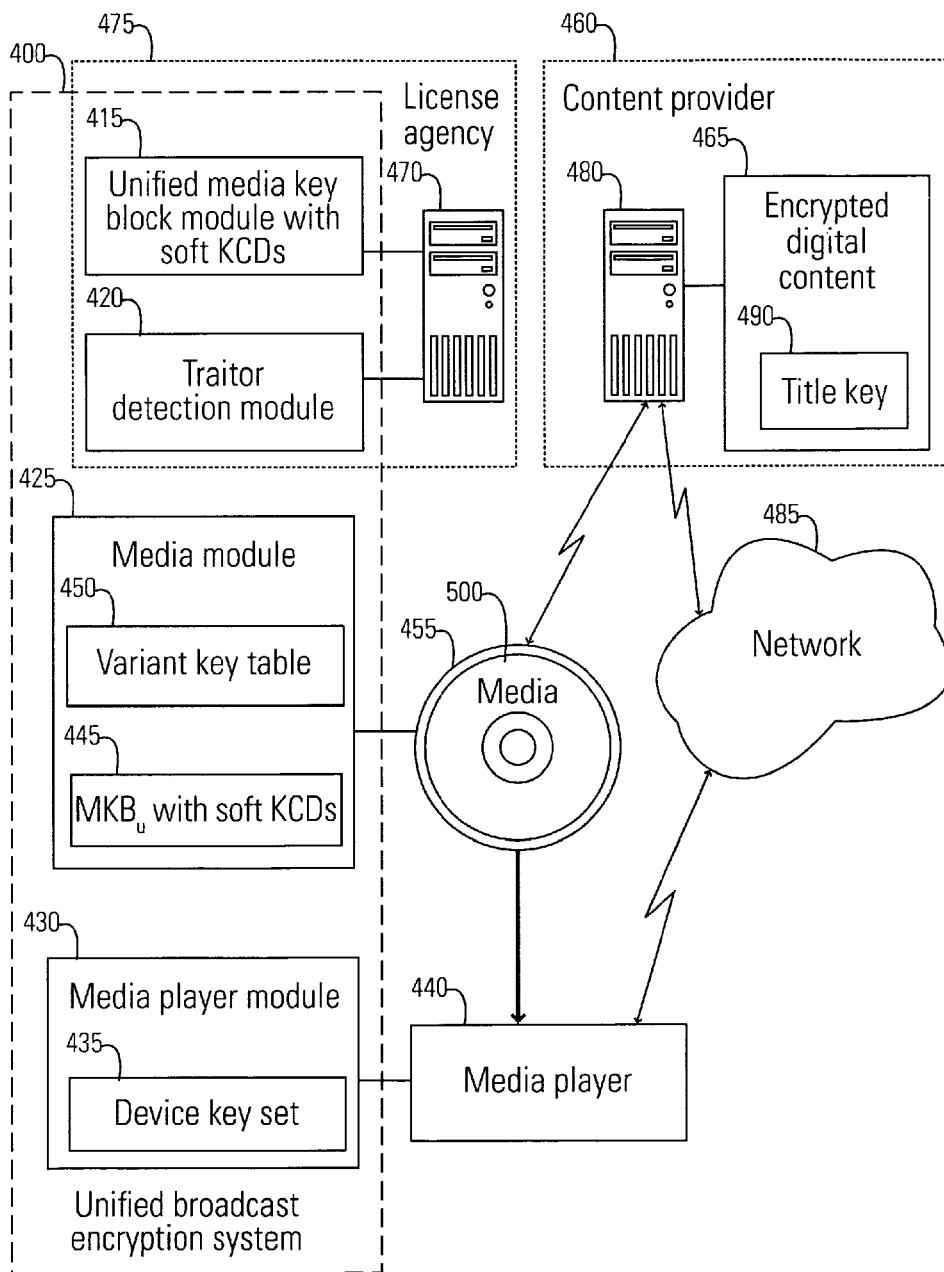 475
460
400
License
agency
Content provider
415
Unified media key
block module with
soft KCDs
470
480
465
Encrypted
digital
content
420
Traitor
detection module
490
Title key
425
Media module
485
450
Variant key table
500
455
Media
Network
445
MKBu with soft KCDs
430
Media player module
440
435
Device key set
Media player
Unified broadcast
encryption system